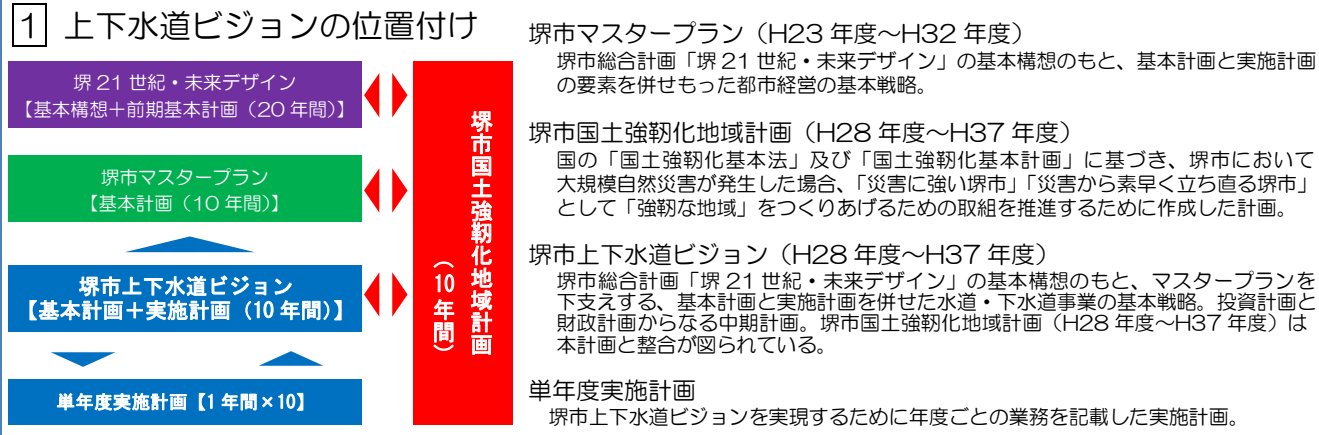 1 上下水道ビジョンの位置付け
堺21世紀・未来デザイン
【基本構想＋前期基本計画（20年間）】
堺市マスタープラン
【基本計画（10年間）】
堺市上下水道ビジョン
【基本計画＋実施計画（10年間）】
単年度実施計画【1年間×10】
堺市国土強靱化地域計画
（10年間）
堺市マスタープラン（H23年度～H32年度）
堺市総合計画「堺21世紀・未来デザイン」の基本構想のもと、基本計画と実施計画
の要素を併せもった都市経営の基本戦略。
堺市国土強靱化地域計画（H28年度～H37年度）
国の「国土強靱化基本法」及び「国土強靱化基本計画」に基づき、堺市において
大規模自然災害が発生した場合、「災害に強い堺市」「災害から素早く立ち直る堺市」
として「強靱な地域」をつくりあげるための取組を推進するために作成した計画。
堺市上下水道ビジョン（H28年度～H37年度）
堺市総合計画「堺21世紀・未来デザイン」の基本構想のもと、マスタープランを
下支えする、基本計画と実施計画を併せた水道・下水道事業の基本戦略。投資計画と
財政計画からなる中期計画。堺市国土強靱化地域計画（H28年度～H37年度）は
本計画と整合が図られている。
単年度実施計画
堺市上下水道ビジョンを実現するために年度ごとの業務を記載した実施計画。